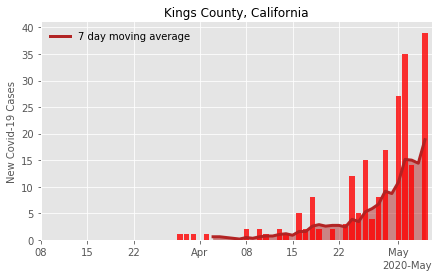 Kings County, California
7 day moving average
New Covid-19 Cases
40
35
30
25
20
15
10
5
0
08 15 22 Apr 08 15 22 May
2020-May